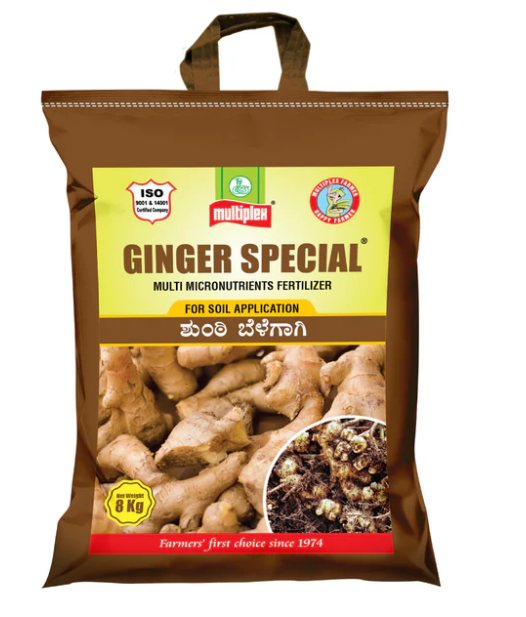 ISO
9001 & 14001
Certified Company
multiplex
MULTIPLEX FARMER
HAPPY FARMER
GINGER SPECIAL®
MULTI MICRONUTRIENTS FERTILIZER
FOR SOIL APPLICATION
ಶುಂಠಿ ಬೆಳೆಗಾಗಿ
Net Weight
8 Kg
Farmers' first choice since 1974